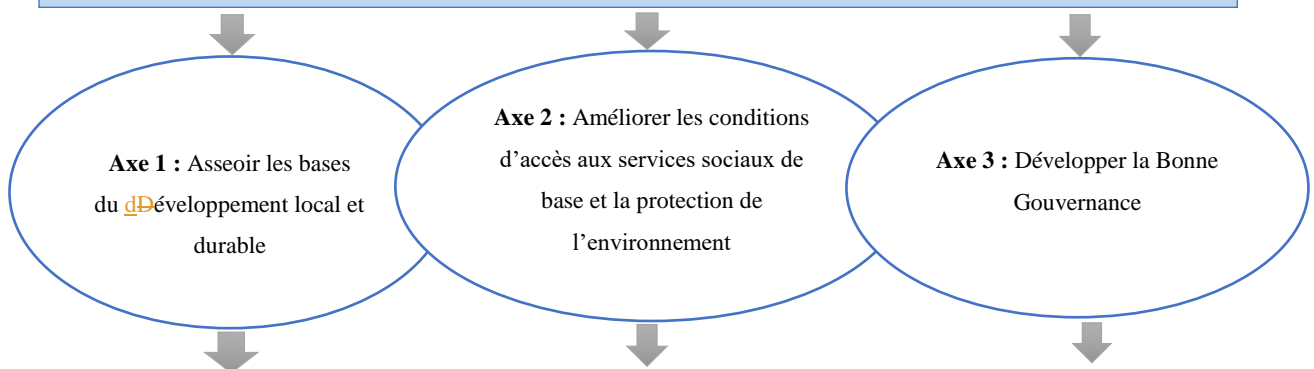 Axe 1 : Asseoir les bases
du dDéveloppement local et
durable
Axe 2 : Améliorer les conditions
d’accès aux services sociaux de
base et la protection de
l’environnement
Axe 3 : Développer la Bonne
Gouvernance